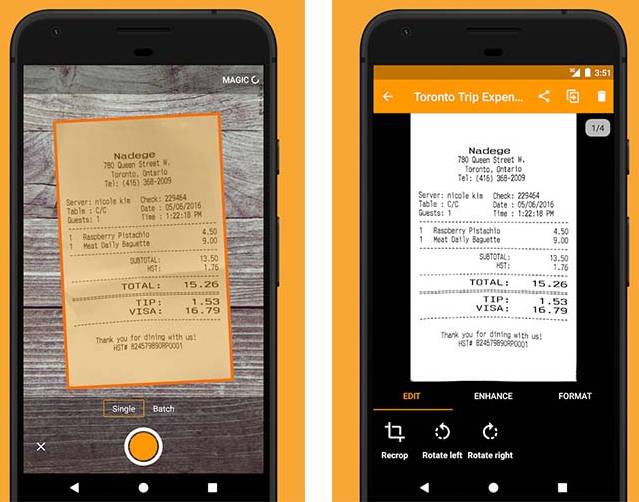 MAGIC
Nadege
780 Queen Street W.
Toronto, Ontario
Tel: (416) 368-2009
Server: nicole kim Check: 229464
Table : C/C Date : 05/06/2016
Guests: 1 Time : 1:22:18 PM
1 Raspberry Pistachio 4.50
1 Meat Daily Baguette 9.00
SUBTOTAL: 13.50
HST: 1.76
TOTAL: 15.26
TIP: 1.53
VISA: 16.79
Thank you for dining with us!
HST# 824579890RP0001
Single Batch
3:51
Toronto Trip Expen...
1/4
Nadege
780 Queen Street W.
Toronto, Ontario
Tel: (416) 368-2009
Server: nicole kim Check: 229464
Table : C/C Date : 05/06/2016
Guests: 1 Time : 1:22:18 PM
1 Raspberry Pistachio 4.50
1 Meat Daily Baguette 9.00
SUBTOTAL: 13.50
HST: 1.76
TOTAL: 15.26
TIP: 1.53
VISA: 16.79
Thank you for dining with us!
HST# 824579890RP0001
EDIT ENHANCE FORMAT
Recrop Rotate left Rotate right